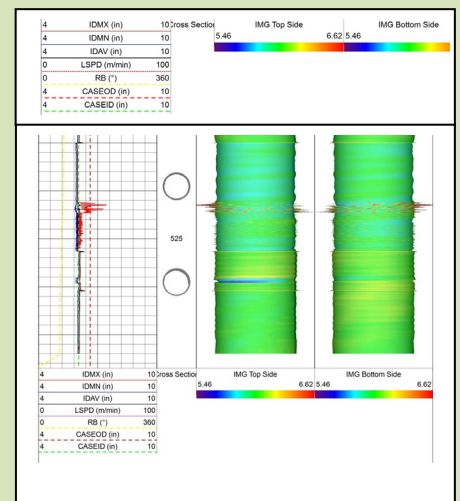 4 IDMX (in) 10 Cross Section IMG Top Side IMG Bottom Side
4 IDMN (in) 10 5.46 6.62 5.46
4 IDAV (in) 10
0 LSPD (m/min) 100
0 RB (°) 360
4 CASEOD (in) 10
4 CASEID (in) 10
525
4 IDMX (in) 10 Cross Section IMG Top Side IMG Bottom Side
4 IDMN (in) 10 5.46 6.62 5.46 6.62
4 IDAV (in) 10
0 LSPD (m/min) 100
0 RB (°) 360
4 CASEOD (in) 10
4 CASEID (in) 10